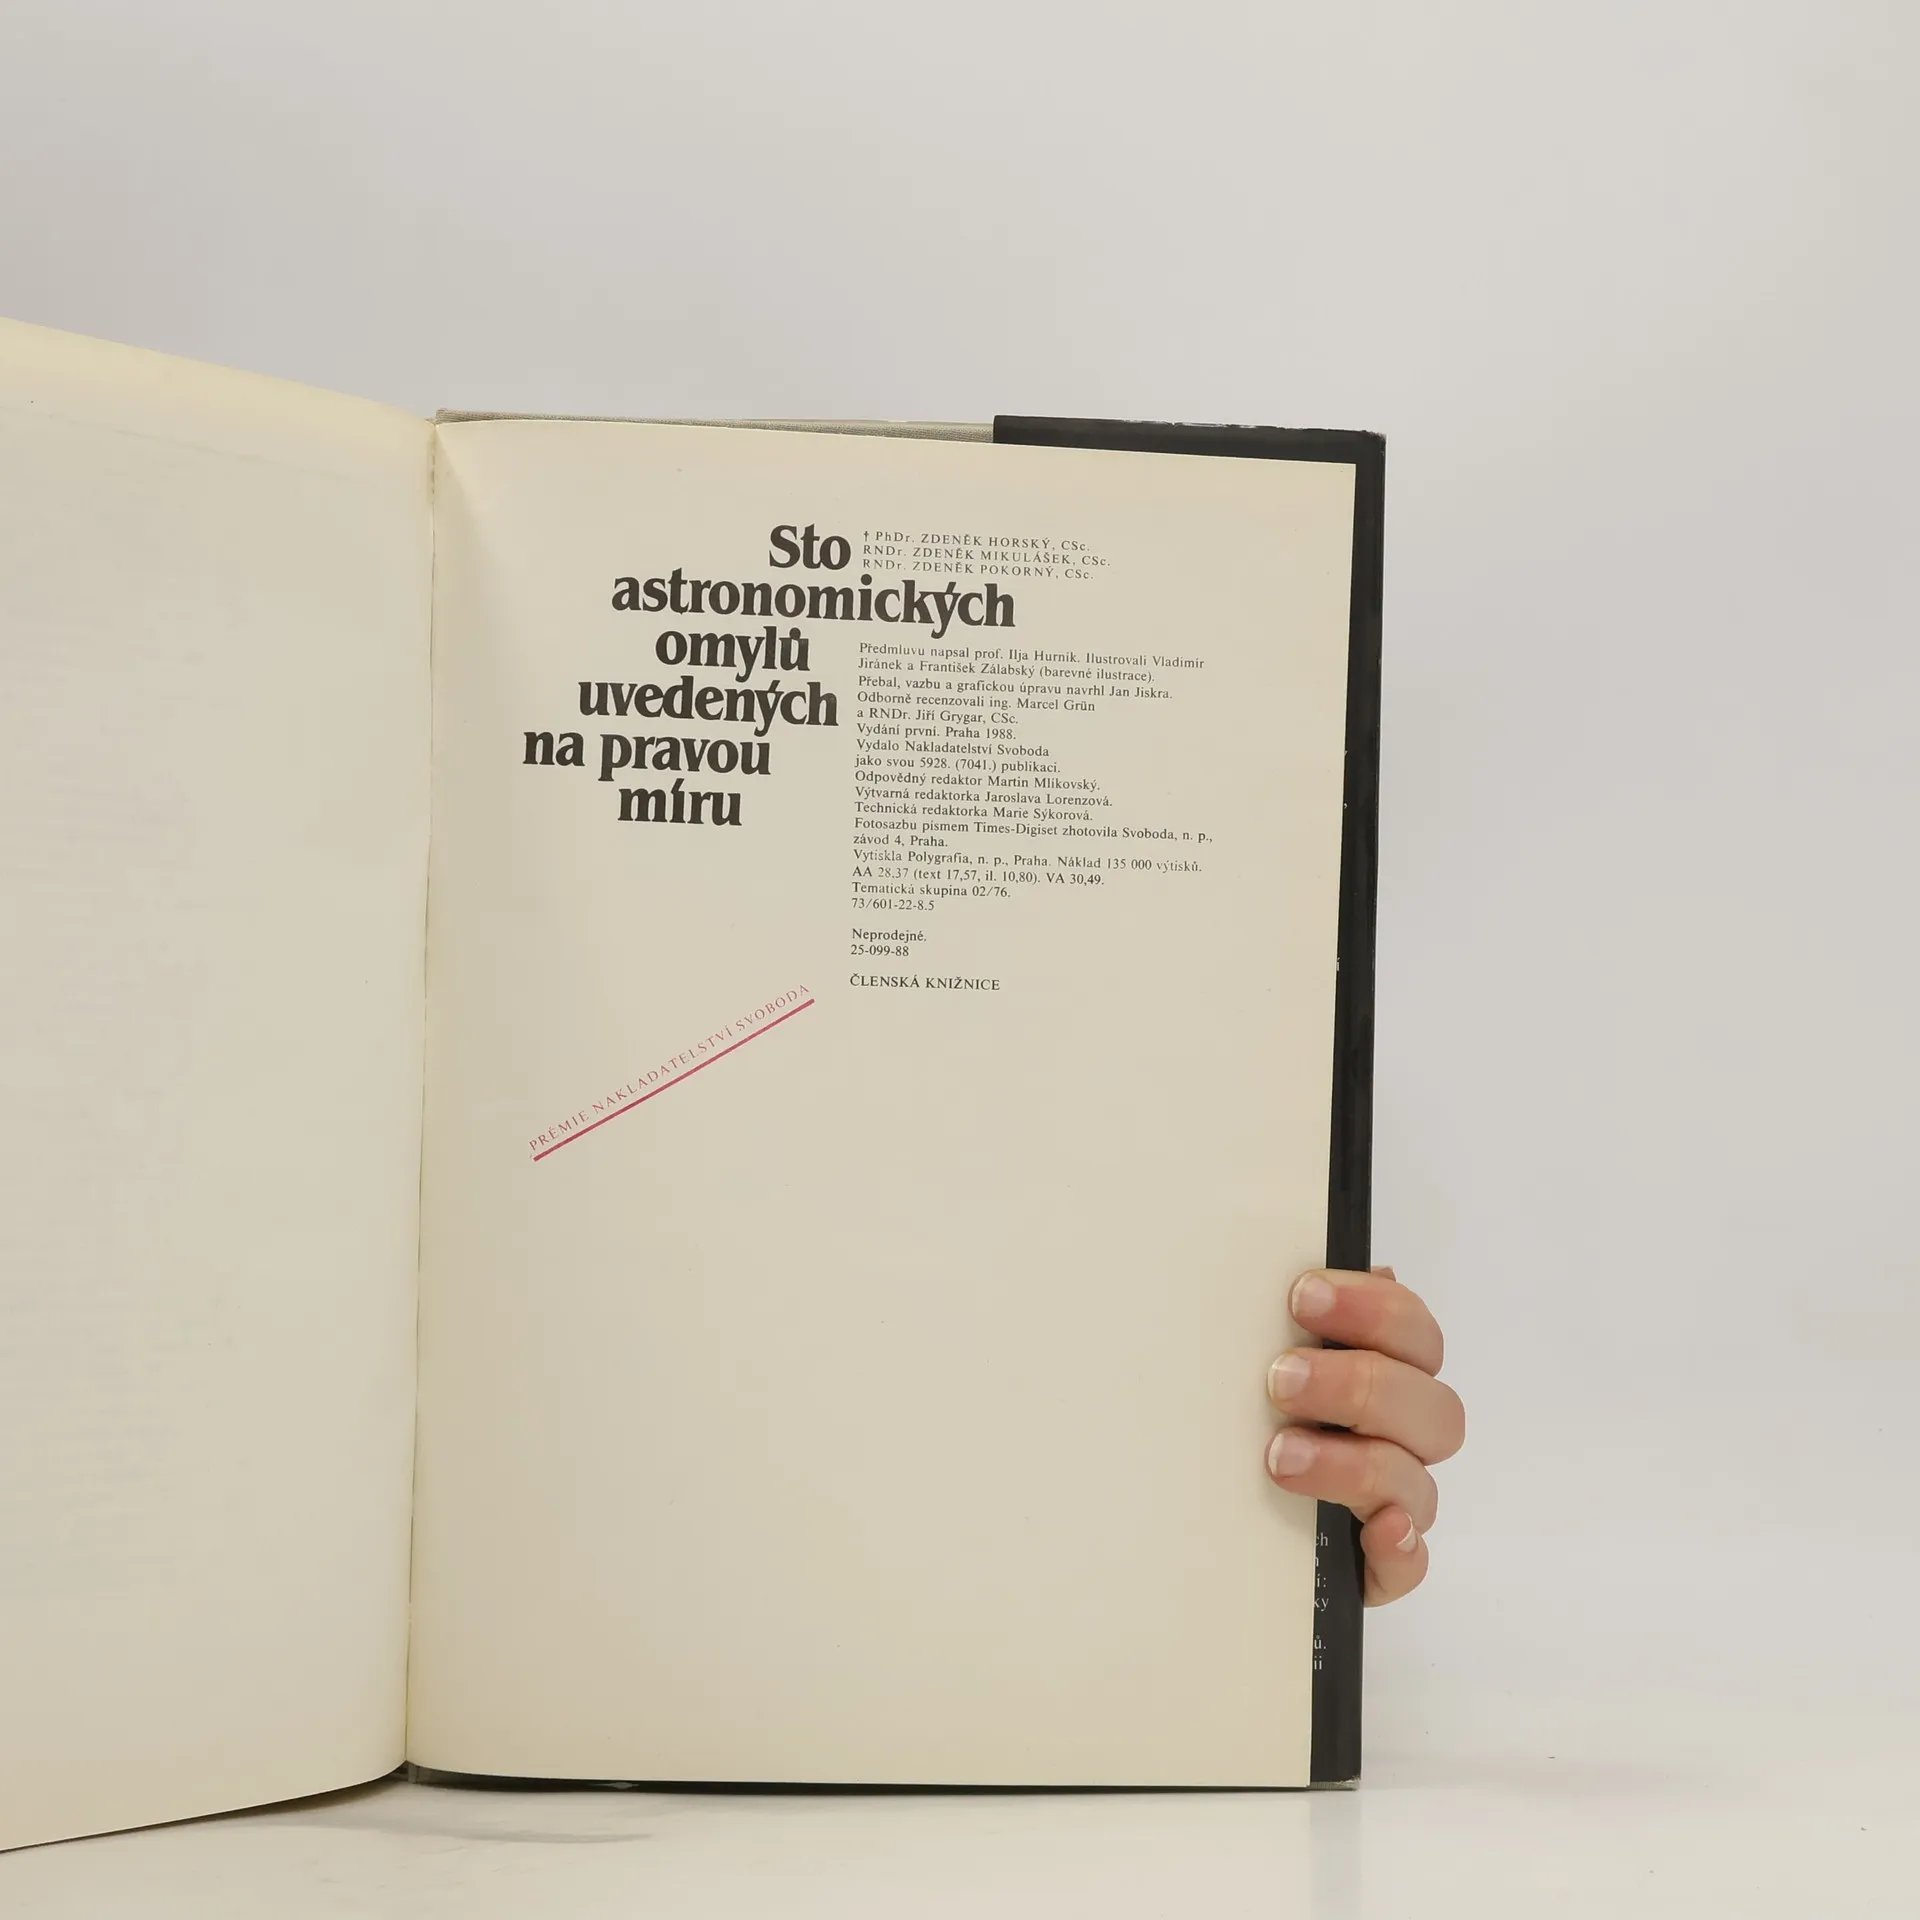 Sto
astronomických
omylů
uvedených
na pravou
míru
† PhDr. ZDENĚK HORSKÝ, CSc.
RNDr. ZDENĚK MIKULÁŠEK, CSc.
RNDr. ZDENĚK POKORNÝ, CSc.
Předmluvu napsal prof. Ilja Hurník. Ilustrovali Vladimír
Jiránek a František Zálabský (barevné ilustrace).
Přebal, vazbu a grafickou úpravu navrhl Jan Jiskra.
Odborně recenzovali ing. Marcel Grün
a RNDr. Jiří Grygar, CSc.
Vydání první. Praha 1988.
Vydalo Nakladatelství Svoboda
jako svou 5928. (7041.) publikaci.
Odpovědný redaktor Martin Mlíkovský.
Výtvarná redaktorka Jaroslava Lorenzová.
Technická redaktorka Marie Sýkorová.
Fotosazbu písmem Times-Digiset zhotovila Svoboda, n. p.,
závod 4, Praha.
Vytiskla Polygrafia, n. p., Praha. Náklad 135 000 výtisků.
AA 28,37 (text 17,57, il. 10,80). VA 30,49.
Tematická skupina 02/76.
73/601-22-8.5
Neprodejné.
25-099-88
ČLENSKÁ KNIŽNICE
PRÉMIE NAKLADATELSTVÍ SVOBODA